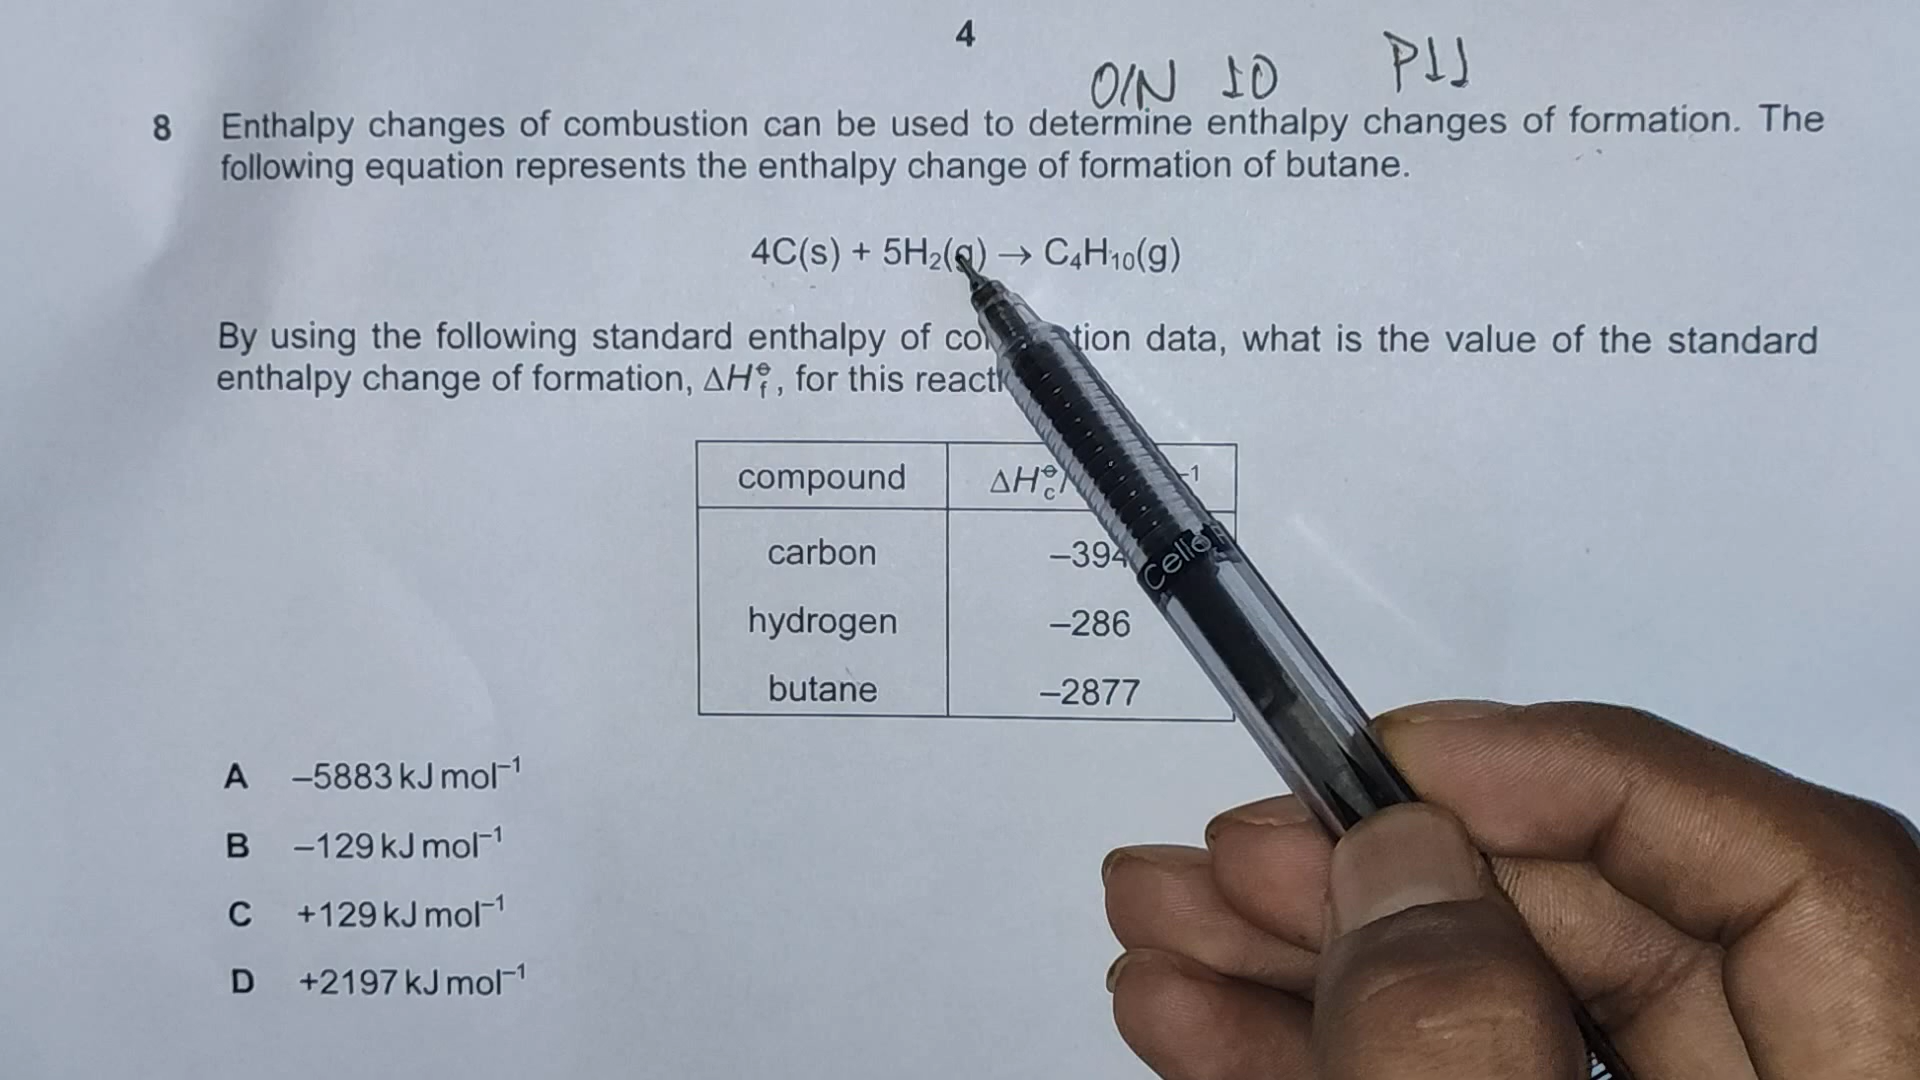 4
O/N 10 P11
8 Enthalpy changes of combustion can be used to determine enthalpy changes of formation. The
following equation represents the enthalpy change of formation of butane.
4C(s) + 5H₂(g) → C₄H₁₀(g)
By using the following standard enthalpy of tion data, what is the value of the standard
enthalpy change of formation, ΔH⦵f, for this
compound ΔH⦵c/ ⁻¹
carbon –394
hydrogen –286
butane –2877
A –5883 kJ mol⁻¹
B –129 kJ mol⁻¹
C +129 kJ mol⁻¹
D +2197 kJ mol⁻¹
Cello